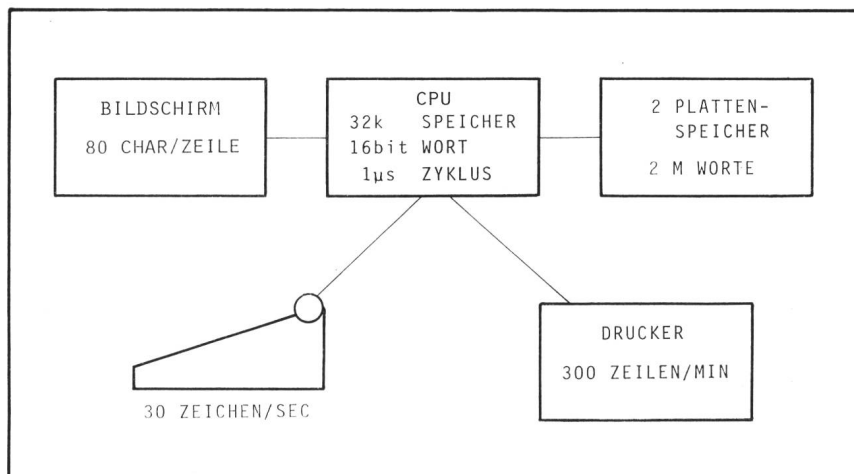 BILDSCHIRM
80 CHAR/ZEILE
CPU
32k SPEICHER
16bit WORT
1µs ZYKLUS
2 PLATTEN-
SPEICHER
2 M WORTE
30 ZEICHEN/SEC
DRUCKER
300 ZEILEN/MIN